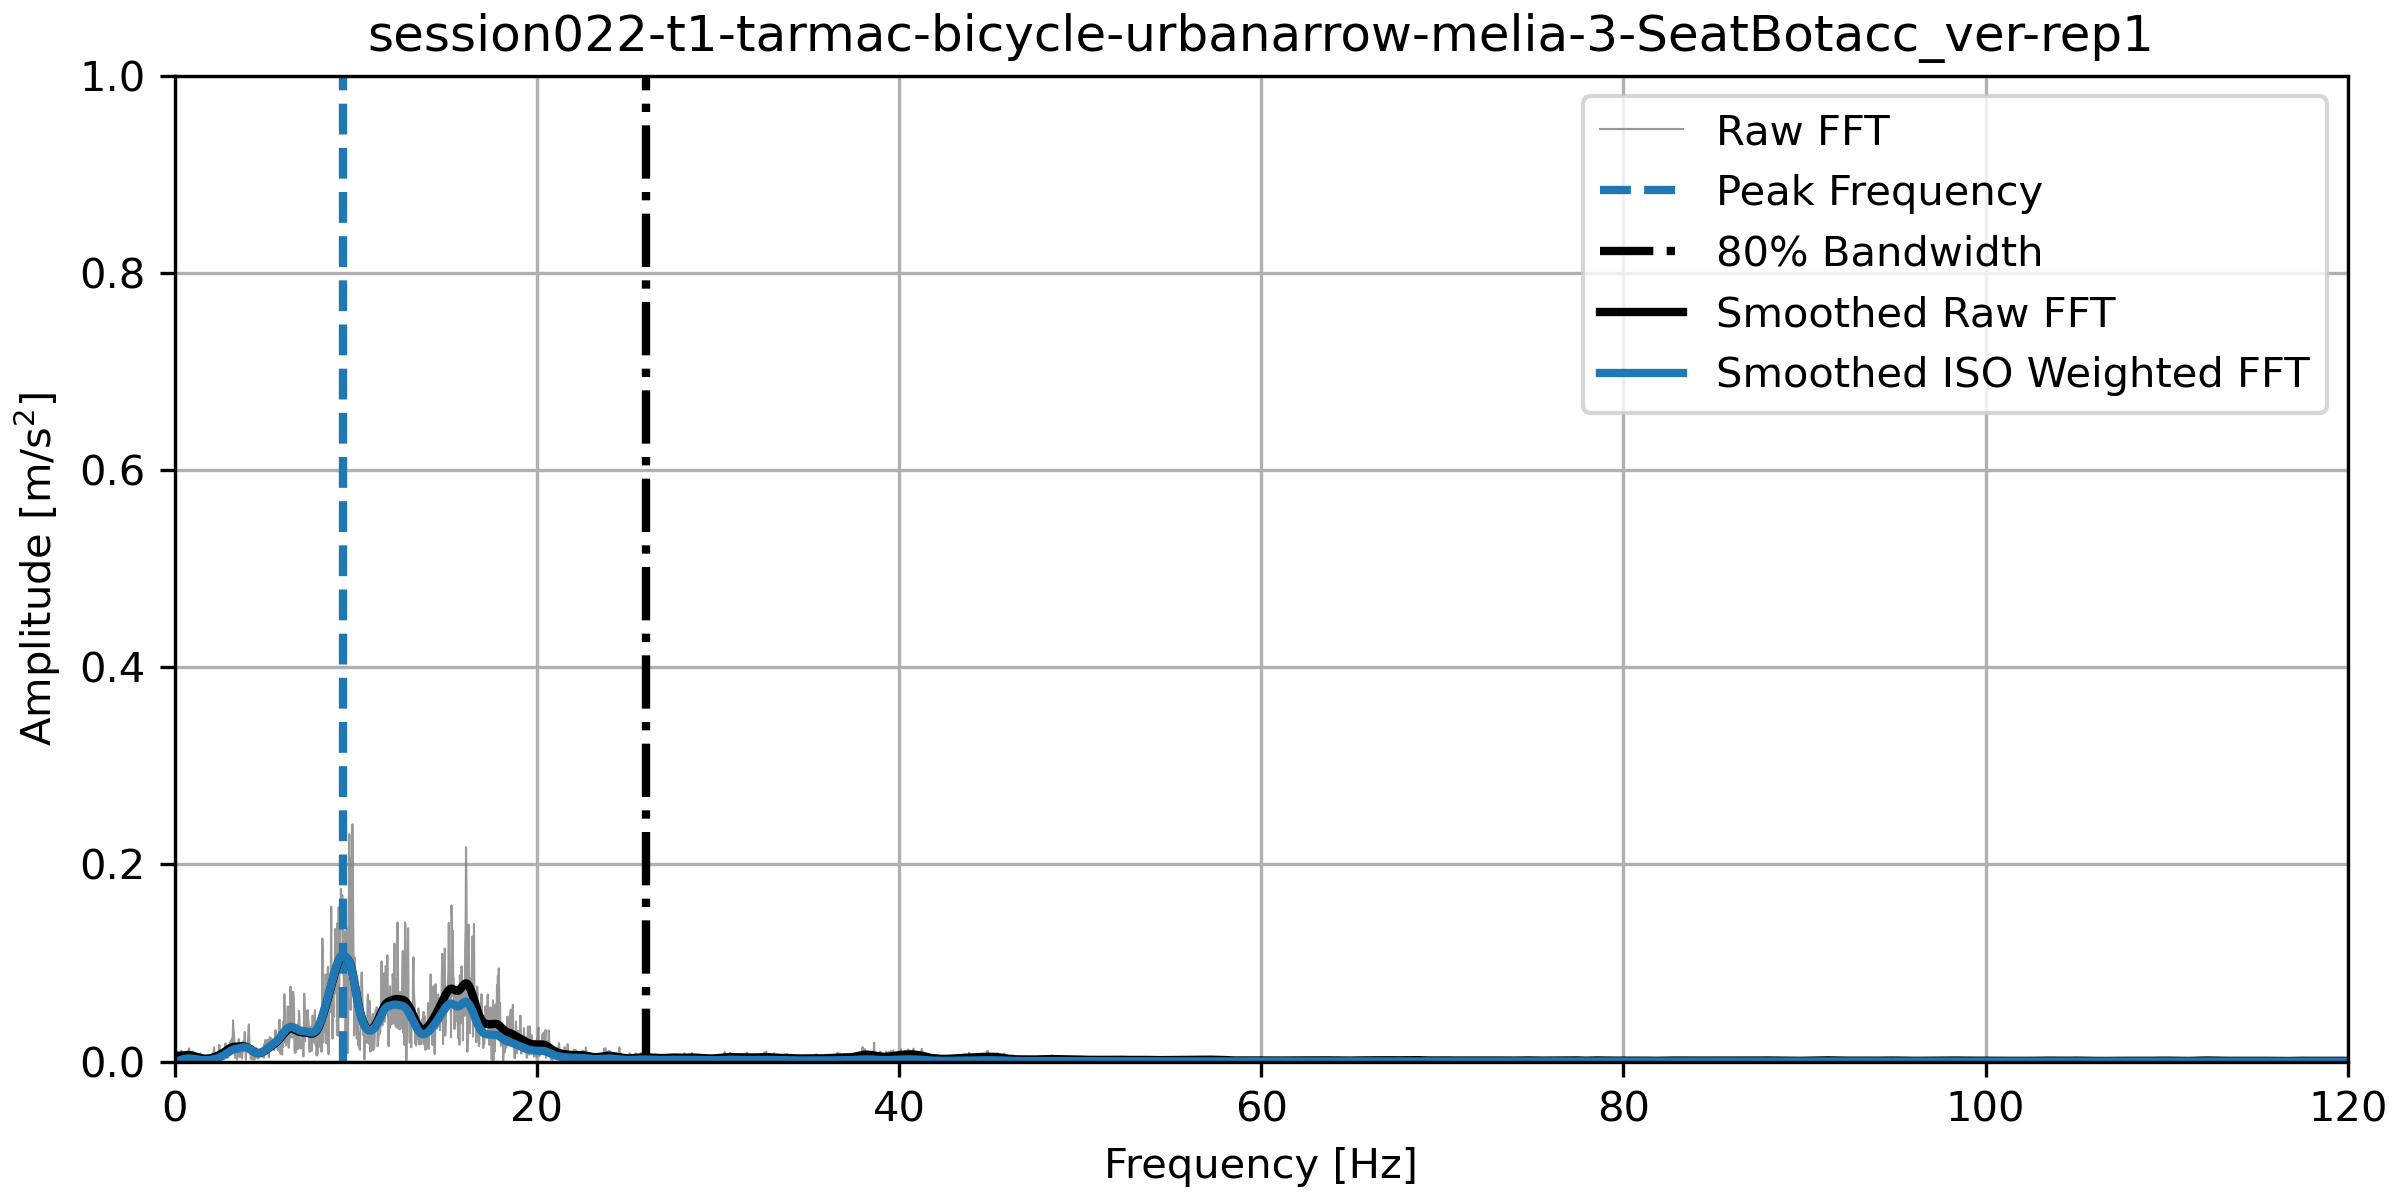 session022-t1-tarmac-bicycle-urbanarrow-melia-3-SeatBotacc_ver-rep1
1.0
0.8
0.6
0.4
0.2
0.0
Amplitude [m/s²]
Raw FFT
Peak Frequency
80% Bandwidth
Smoothed Raw FFT
Smoothed ISO Weighted FFT
0 20 40 60 80 100 120
Frequency [Hz]